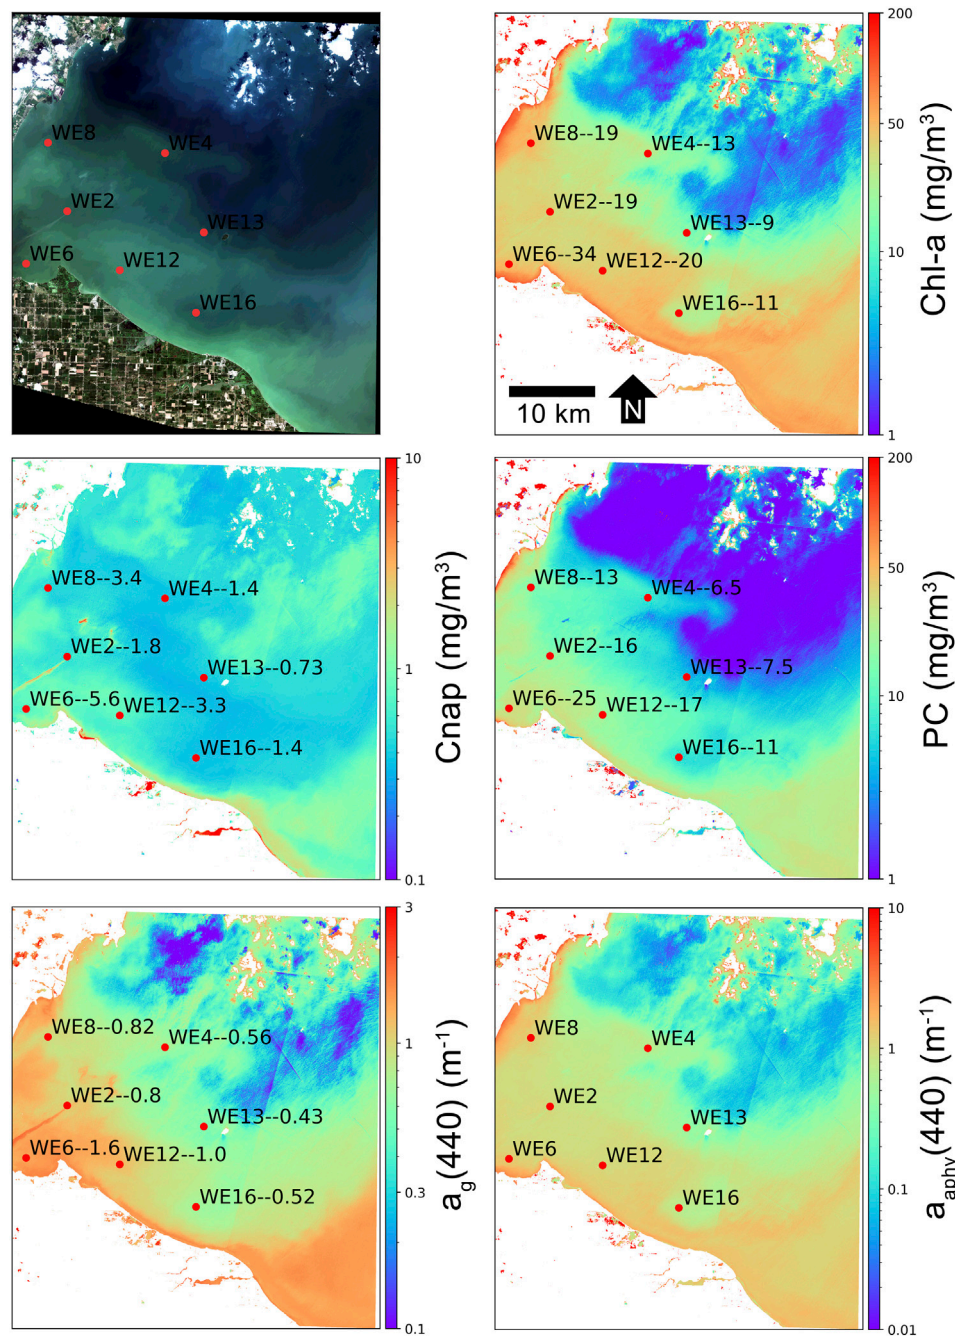 WE8
WE4
WE2
WE13
WE6
WE12
WE16
WE8--19
WE4--13
WE2--19
WE13--9
WE6--34
WE12--20
WE16--11
10 km
N
200
50
10
1
Chl-a (mg/m³)
WE8--3.4
WE4--1.4
WE2--1.8
WE13--0.73
WE6--5.6
WE12--3.3
WE16--1.4
10
1
0.1
Cnap (mg/m³)
WE8--13
WE4--6.5
WE2--16
WE13--7.5
WE6--25
WE12--17
WE16--11
200
50
10
1
PC (mg/m³)
WE8--0.82
WE4--0.56
WE2--0.8
WE13--0.43
WE6--1.6
WE12--1.0
WE16--0.52
3
1
0.3
0.1
a_g(440) (m⁻¹)
WE8
WE4
WE2
WE13
WE6
WE12
WE16
10
1
0.1
0.01
a_aphy(440) (m⁻¹)